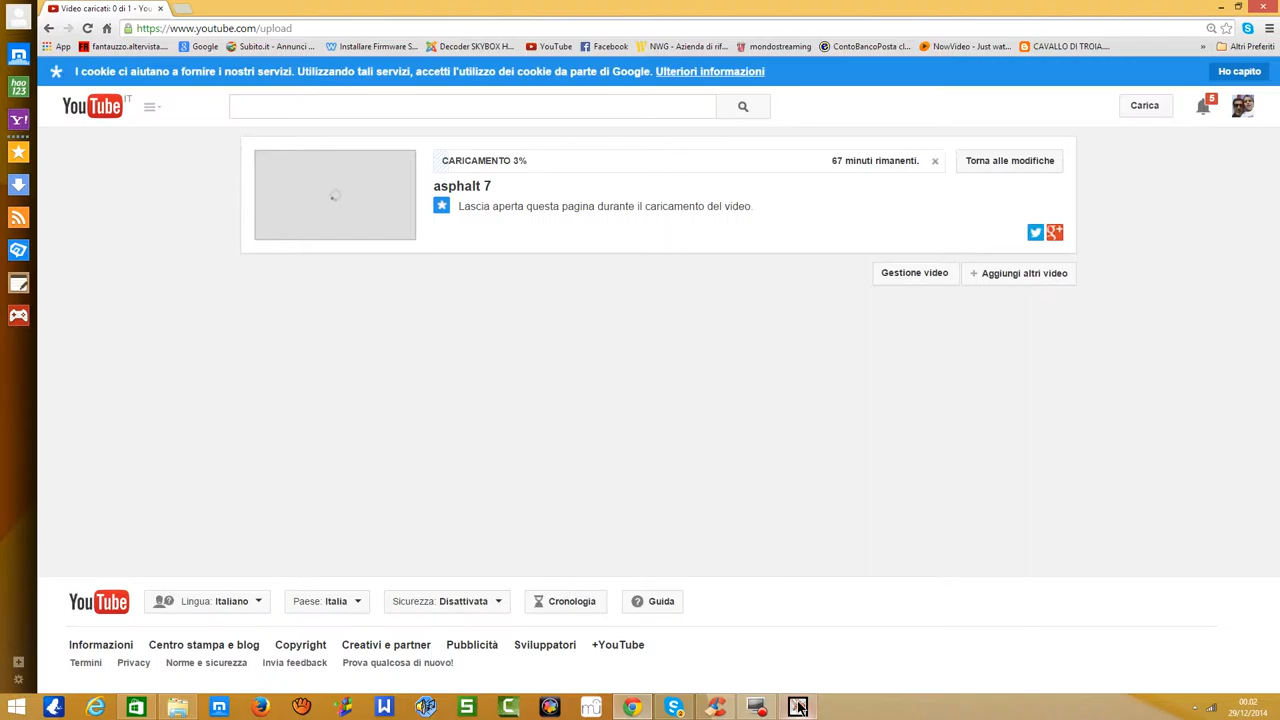 Video caricati: 0 di 1 - You
https://www.youtube.com/upload
App fantauzzo.altervista... Google Subito.it - Annunci ... Installare Firmware S... Decoder SKYBOX H... YouTube Facebook NWG - Azienda di rif... mondostreaming ContoBancoPosta cl... NowVideo - Just wat... CAVALLO DI TROIA.... » Altri Preferiti
I cookie ci aiutano a fornire i nostri servizi. Utilizzando tali servizi, accetti l'utilizzo dei cookie da parte di Google. Ulteriori informazioni Ho capito
YouTube IT Carica 5
CARICAMENTO 3% 67 minuti rimanenti. Torna alle modifiche
asphalt 7
Lascia aperta questa pagina durante il caricamento del video.
Gestione video + Aggiungi altri video
YouTube Lingua: Italiano Paese: Italia Sicurezza: Disattivata Cronologia Guida
Informazioni Centro stampa e blog Copyright Creativi e partner Pubblicità Sviluppatori +YouTube
Termini Privacy Norme e sicurezza Invia feedback Prova qualcosa di nuovo!
hao
123
Y!
00.02
29/12/2014